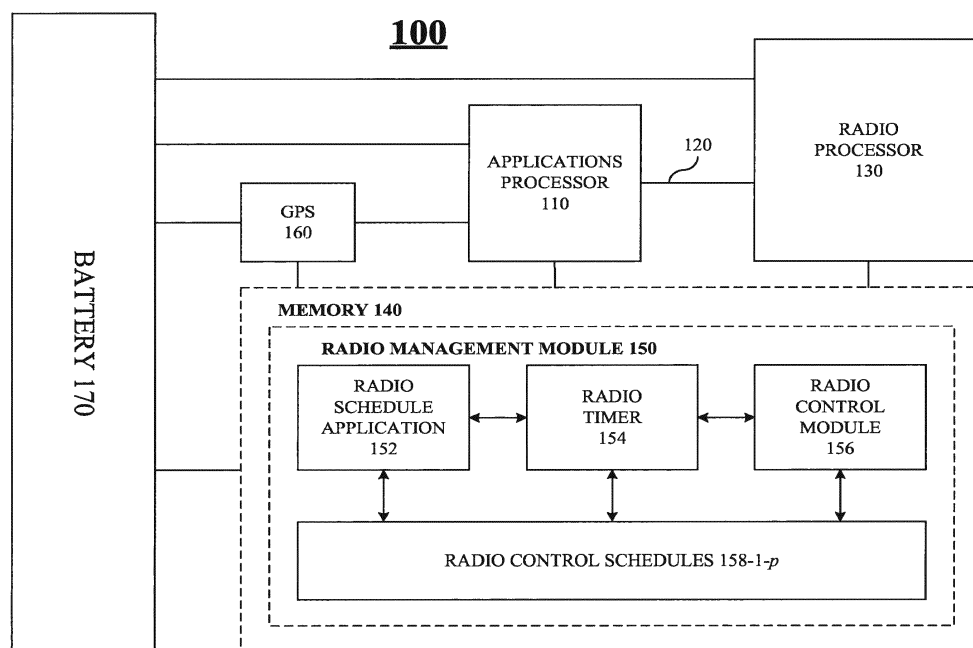 100
BATTERY 170
GPS
160
APPLICATIONS
PROCESSOR
110
120
RADIO
PROCESSOR
130
MEMORY 140
RADIO MANAGEMENT MODULE 150
RADIO
SCHEDULE
APPLICATION
152
RADIO
TIMER
154
RADIO
CONTROL
MODULE
156
RADIO CONTROL SCHEDULES 158-1-p